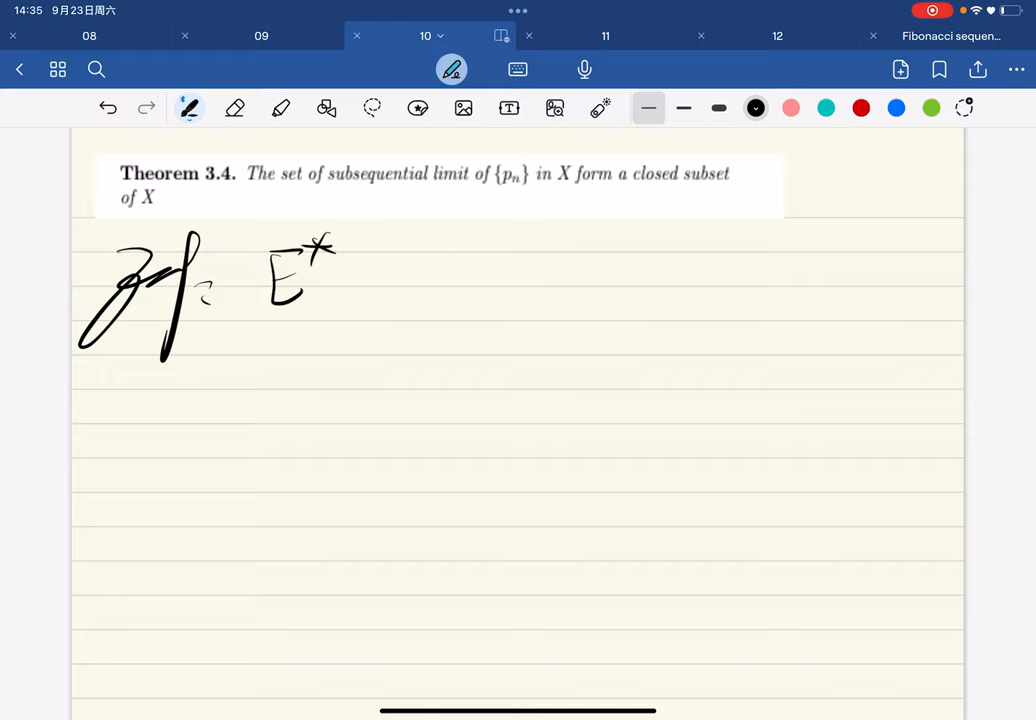 14:35 9月23日周六
08 09 10 11 12 Fibonacci sequen...
Theorem 3.4. The set of subsequential limit of {pₙ} in X form a closed subset
of X
pf: E*